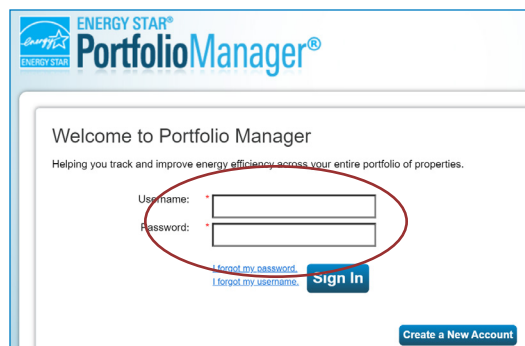 ENERGY STAR®
energy
ENERGY STAR
PortfolioManager®
Welcome to Portfolio Manager
Helping you track and improve energy efficiency across your entire portfolio of properties.
Username: *
Password: *
I forgot my password.
I forgot my username.
Sign In
Create a New Account